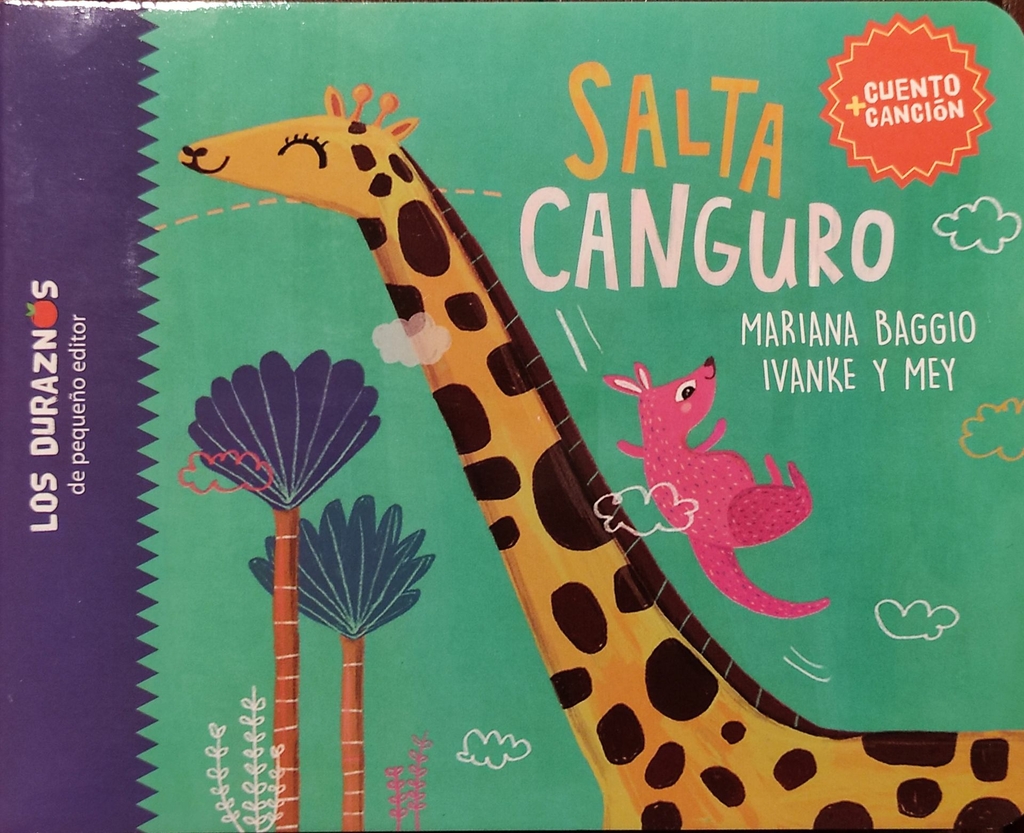 SALTA
CANGURO
+CUENTO
CANCIÓN
MARIANA BAGGIO
IVANKE Y MEY
LOS DURAZNOS
de pequeño editor